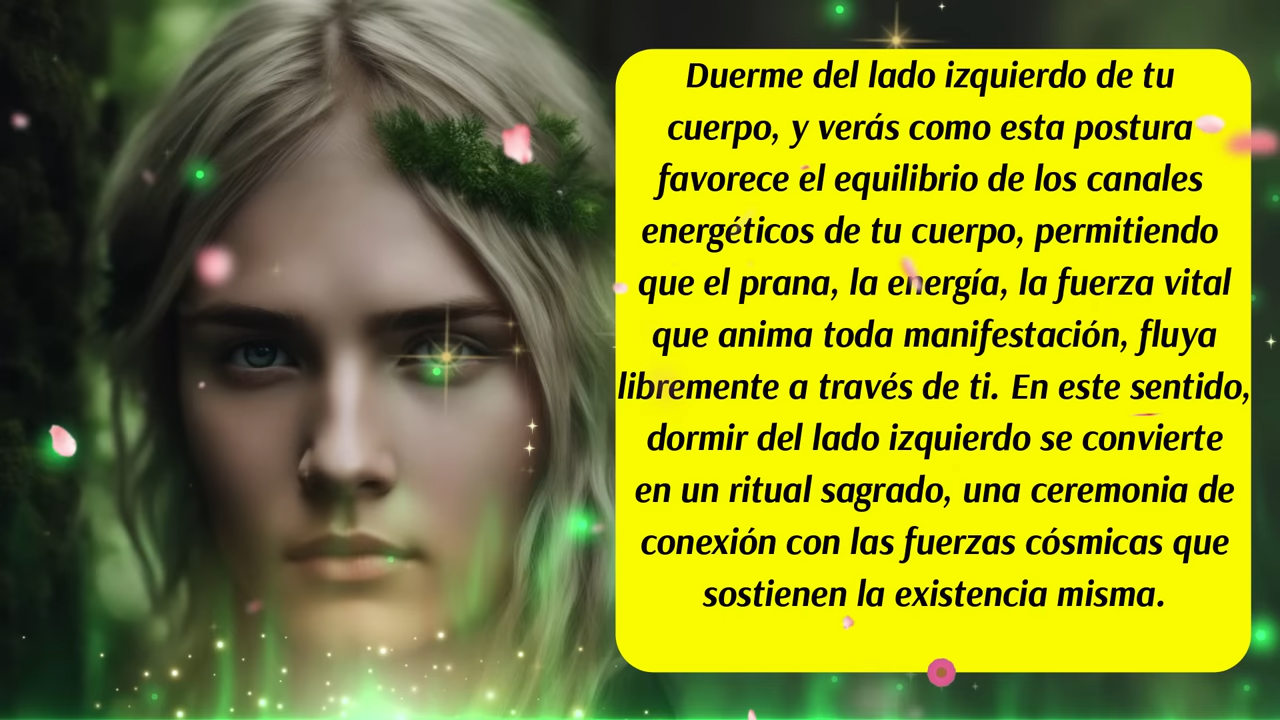 Duerme del lado izquierdo de tu
cuerpo, y verás como esta postura
favorece el equilibrio de los canales
energéticos de tu cuerpo, permitiendo
que el prana, la energía, la fuerza vital
que anima toda manifestación, fluya
libremente a través de ti. En este sentido,
dormir del lado izquierdo se convierte
en un ritual sagrado, una ceremonia de
conexión con las fuerzas cósmicas que
sostienen la existencia misma.